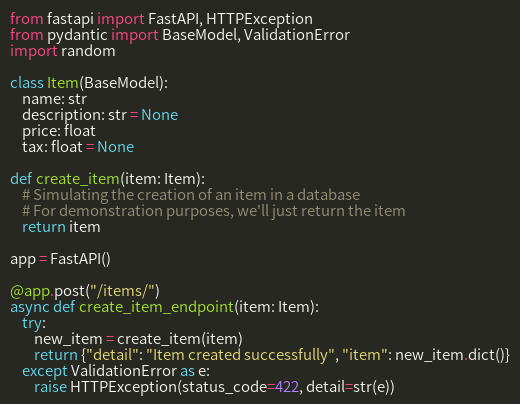 from fastapi import FastAPI, HTTPException
from pydantic import BaseModel, ValidationError
import random

class Item(BaseModel):
    name: str
    description: str = None
    price: float
    tax: float = None

def create_item(item: Item):
    # Simulating the creation of an item in a database
    # For demonstration purposes, we'll just return the item
    return item

app = FastAPI()

@app.post("/items/")
async def create_item_endpoint(item: Item):
    try:
        new_item = create_item(item)
        return {"detail": "Item created successfully", "item": new_item.dict()}
    except ValidationError as e:
        raise HTTPException(status_code=422, detail=str(e))